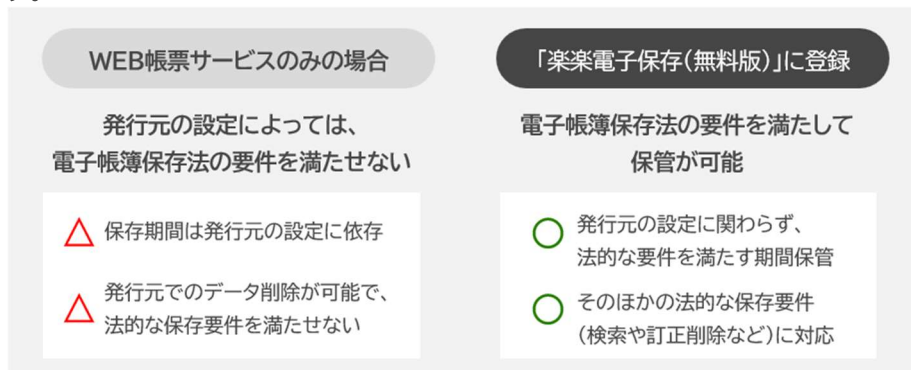 WEB帳票サービスのみの場合
発行元の設定によっては、
電子帳簿保存法の要件を満たせない
保存期間は発行元の設定に依存
発行元でのデータ削除が可能で、
法的な保存要件を満たせない
「楽楽電子保存(無料版)」に登録
電子帳簿保存法の要件を満たして
保管が可能
発行元の設定に関わらず、
法的な要件を満たす期間保管
そのほかの法的な保存要件
(検索や訂正削除など)に対応